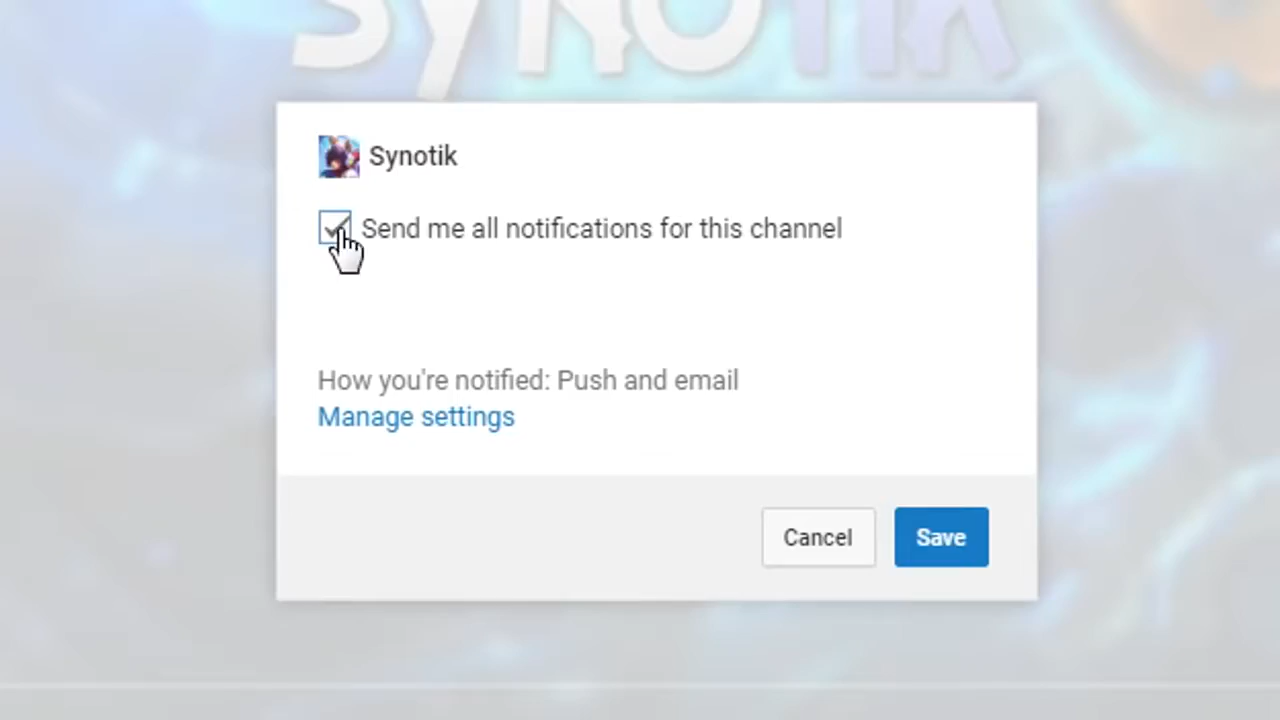 SYNOTIK
Synotik
Send me all notifications for this channel
How you're notified: Push and email
Manage settings
Cancel
Save